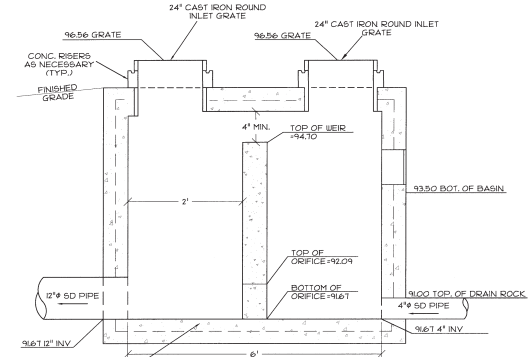 24" CAST IRON ROUND
INLET GRATE
24" CAST IRON ROUND INLET
GRATE
96.56 GRATE
96.56 GRATE
CONC. RISERS
AS NECESSARY
(TYP.)
FINISHED
GRADE
4" MIN.
TOP OF WEIR
=94.70
93.50 BOT. OF BASIN
2'
TOP OF
ORIFICE=92.09
BOTTOM OF
ORIFICE=91.67
91.00 TOP. OF DRAIN ROCK
12"φ SD PIPE
4"φ SD PIPE
91.67 12" INV
91.67 4" INV
6'